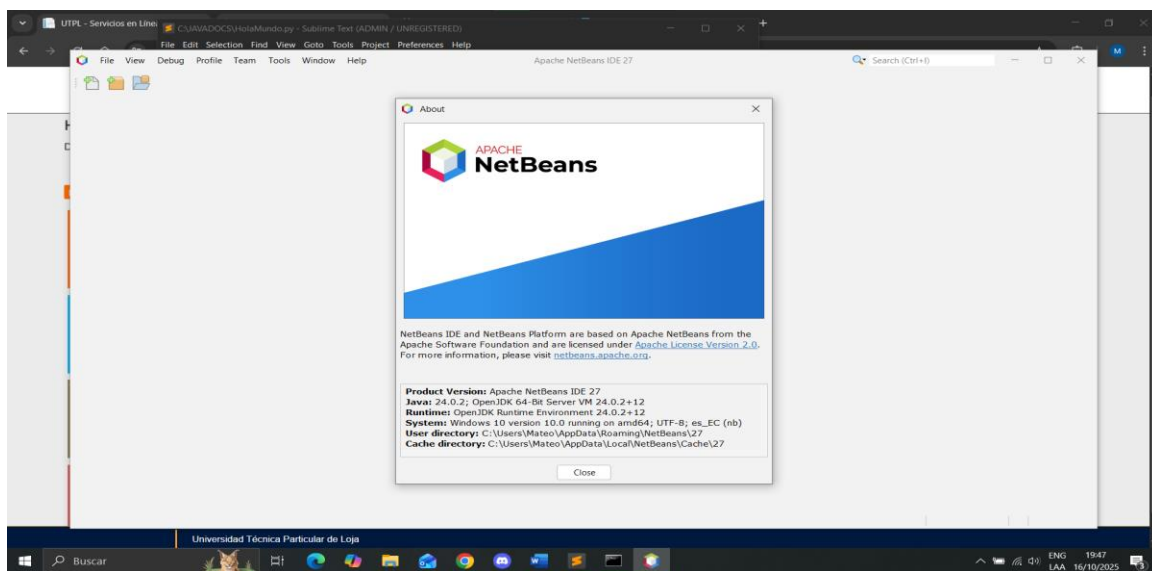 UTPL - Servicios en Líne
C:\JAVADOCS\HolaMundo.py - Sublime Text (ADMIN / UNREGISTERED)
File Edit Selection Find View Goto Tools Project Preferences Help
M
File View Debug Profile Team Tools Window Help
Apache NetBeans IDE 27
Search (Ctrl+I)
About
APACHE
NetBeans
NetBeans IDE and NetBeans Platform are based on Apache NetBeans from the
Apache Software Foundation and are licensed under Apache License Version 2.0.
For more information, please visit netbeans.apache.org.
Product Version: Apache NetBeans IDE 27
Java: 24.0.2; OpenJDK 64-Bit Server VM 24.0.2+12
Runtime: OpenJDK Runtime Environment 24.0.2+12
System: Windows 10 version 10.0 running on amd64; UTF-8; es_EC (nb)
User directory: C:\Users\Mateo\AppData\Roaming\NetBeans\27
Cache directory: C:\Users\Mateo\AppData\Local\NetBeans\Cache\27
Close
Universidad Técnica Particular de Loja
Buscar
ENG 19:47
LAA 16/10/2025